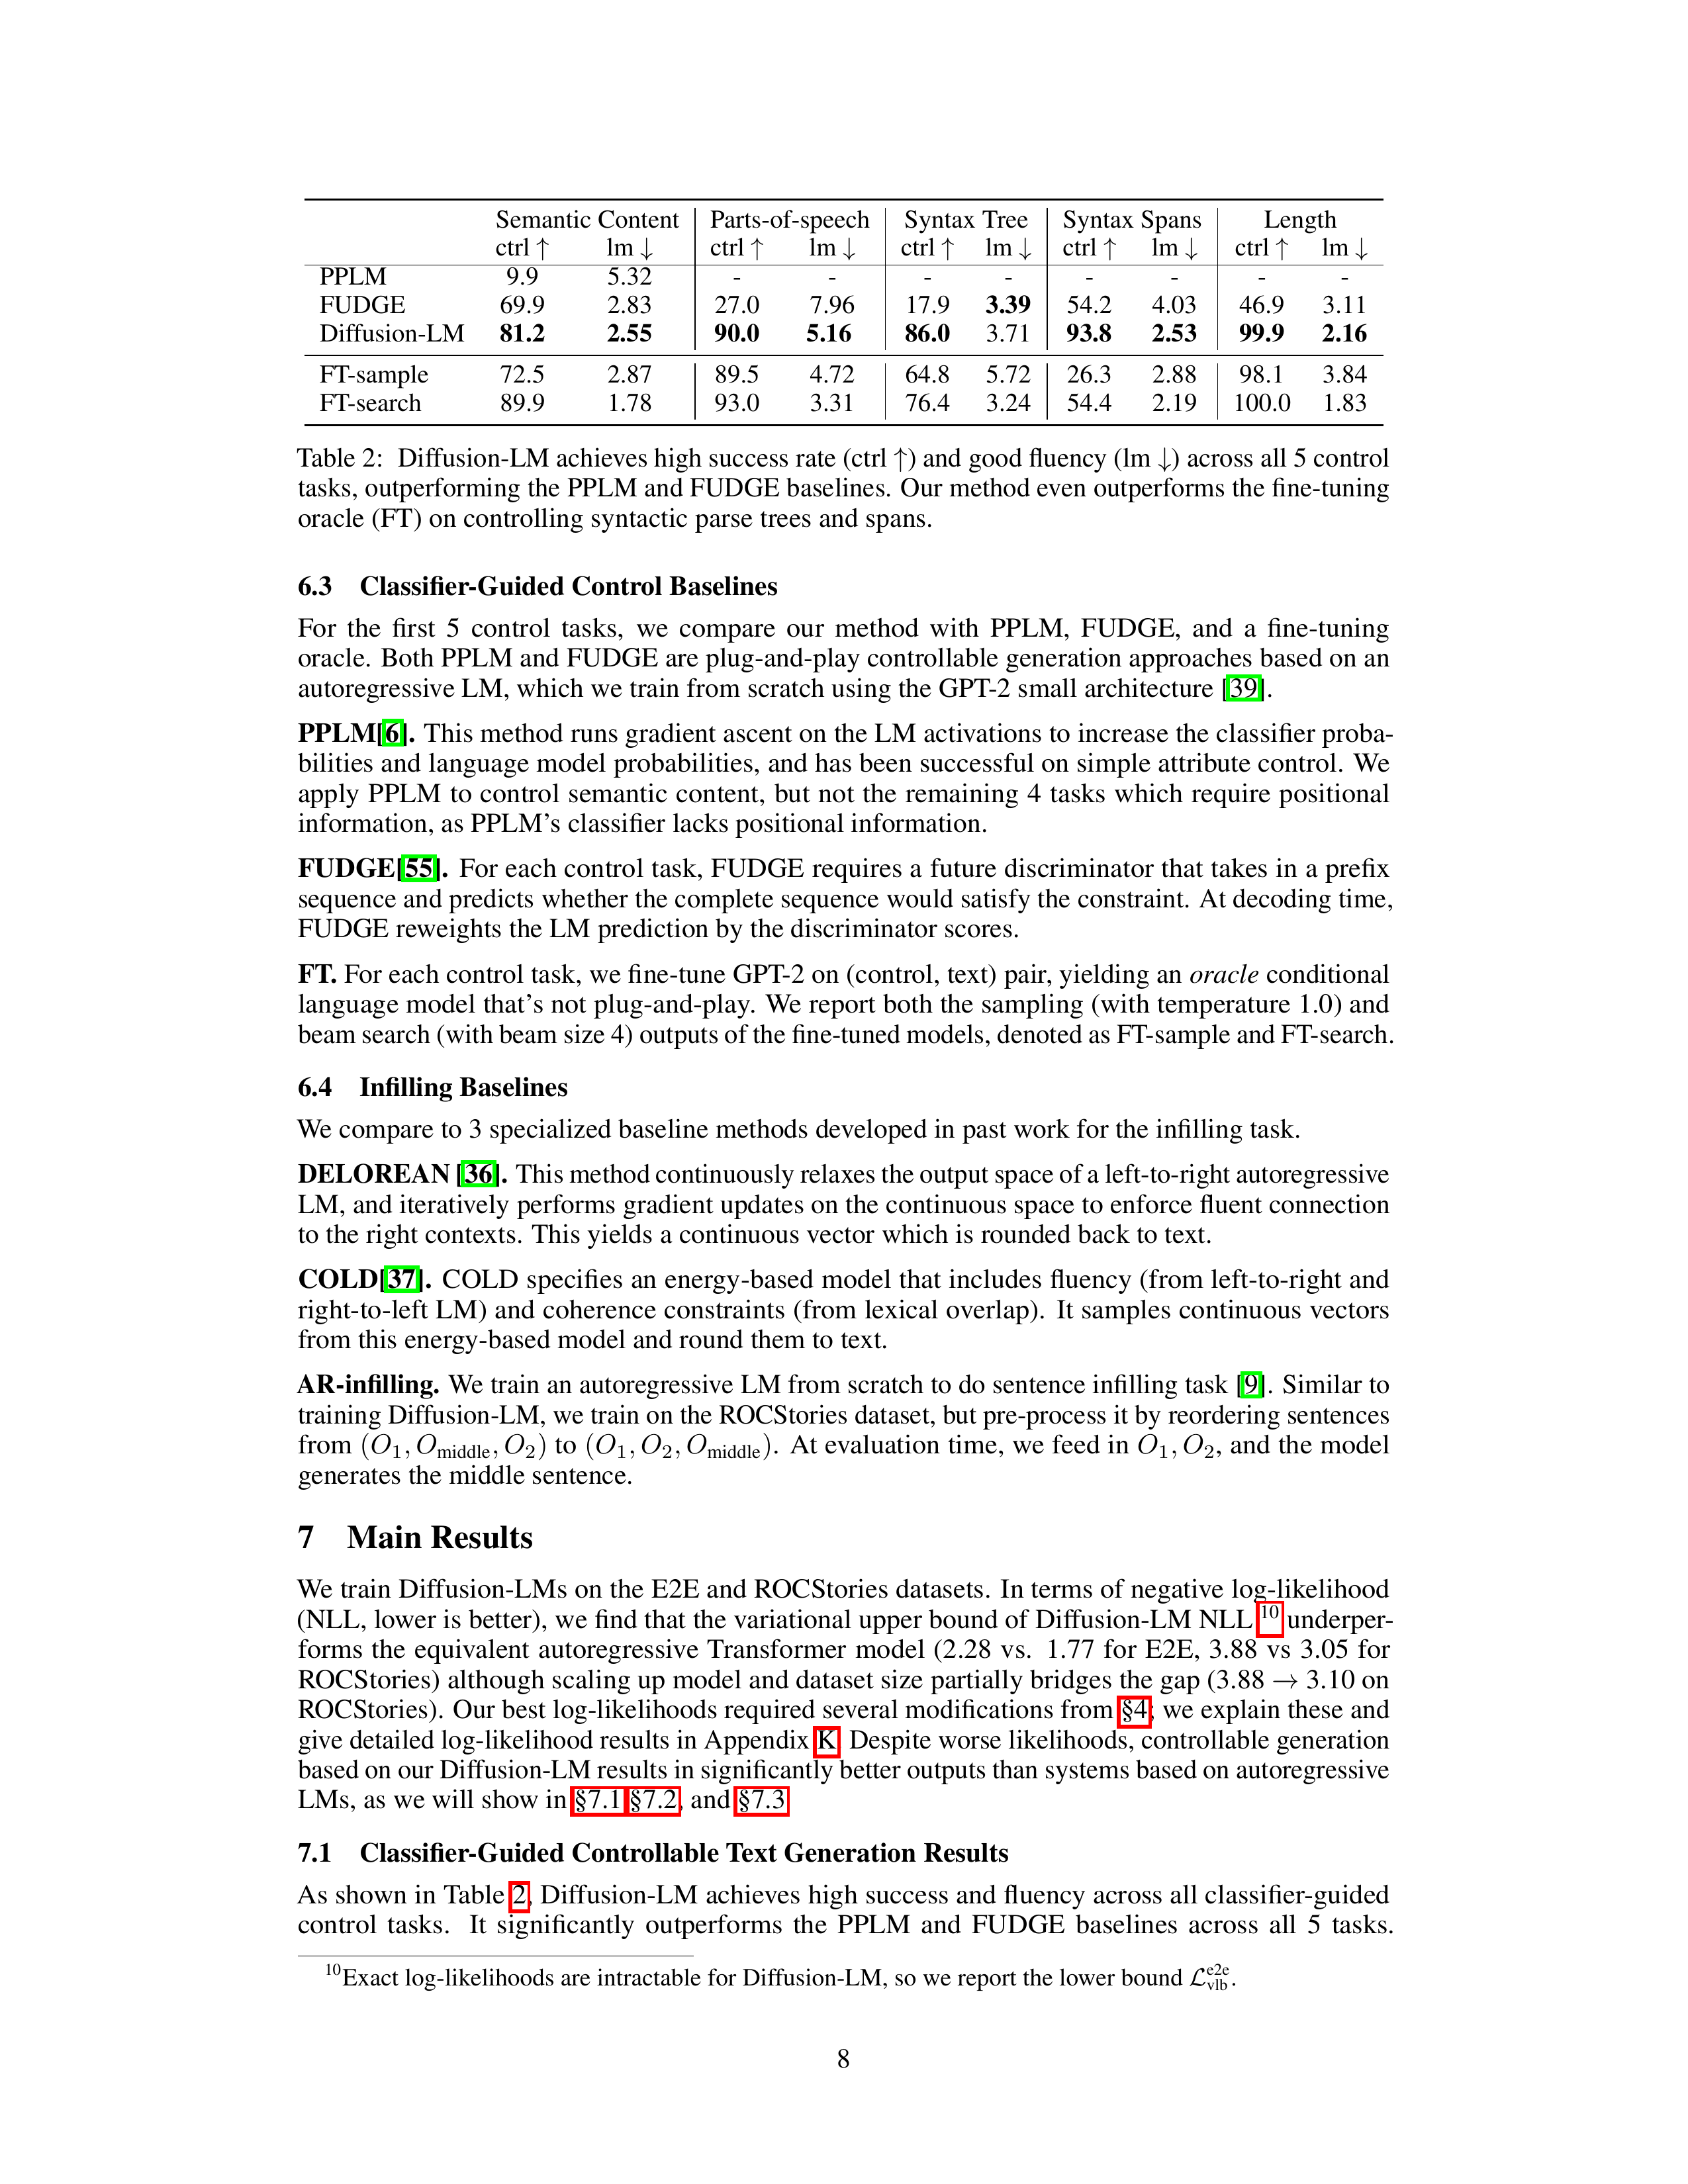 Semantic Content Parts-of-speech Syntax Tree Syntax Spans Length
ctrl ↑ lm ↓ ctrl ↑ lm ↓ ctrl ↑ lm ↓ ctrl ↑ lm ↓ ctrl ↑ lm ↓
PPLM 9.9 5.32 - - - - - - - -
FUDGE 69.9 2.83 27.0 7.96 17.9 3.39 54.2 4.03 46.9 3.11
Diffusion-LM 81.2 2.55 90.0 5.16 86.0 3.71 93.8 2.53 99.9 2.16
FT-sample 72.5 2.87 89.5 4.72 64.8 5.72 26.3 2.88 98.1 3.84
FT-search 89.9 1.78 93.0 3.31 76.4 3.24 54.4 2.19 100.0 1.83
Table 2: Diffusion-LM achieves high success rate (ctrl ↑) and good fluency (lm ↓) across all 5 control
tasks, outperforming the PPLM and FUDGE baselines. Our method even outperforms the fine-tuning
oracle (FT) on controlling syntactic parse trees and spans.
6.3 Classifier-Guided Control Baselines
For the first 5 control tasks, we compare our method with PPLM, FUDGE, and a fine-tuning
oracle. Both PPLM and FUDGE are plug-and-play controllable generation approaches based on an
autoregressive LM, which we train from scratch using the GPT-2 small architecture [39].
PPLM[6]. This method runs gradient ascent on the LM activations to increase the classifier proba-
bilities and language model probabilities, and has been successful on simple attribute control. We
apply PPLM to control semantic content, but not the remaining 4 tasks which require positional
information, as PPLM's classifier lacks positional information.
FUDGE[55]. For each control task, FUDGE requires a future discriminator that takes in a prefix
sequence and predicts whether the complete sequence would satisfy the constraint. At decoding time,
FUDGE reweights the LM prediction by the discriminator scores.
FT. For each control task, we fine-tune GPT-2 on (control, text) pair, yielding an oracle conditional
language model that's not plug-and-play. We report both the sampling (with temperature 1.0) and
beam search (with beam size 4) outputs of the fine-tuned models, denoted as FT-sample and FT-search.
6.4 Infilling Baselines
We compare to 3 specialized baseline methods developed in past work for the infilling task.
DELOREAN [36]. This method continuously relaxes the output space of a left-to-right autoregressive
LM, and iteratively performs gradient updates on the continuous space to enforce fluent connection
to the right contexts. This yields a continuous vector which is rounded back to text.
COLD[37]. COLD specifies an energy-based model that includes fluency (from left-to-right and
right-to-left LM) and coherence constraints (from lexical overlap). It samples continuous vectors
from this energy-based model and round them to text.
AR-infilling. We train an autoregressive LM from scratch to do sentence infilling task [9]. Similar to
training Diffusion-LM, we train on the ROCStories dataset, but pre-process it by reordering sentences
from (O₁, O_middle, O₂) to (O₁, O₂, O_middle). At evaluation time, we feed in O₁, O₂, and the model
generates the middle sentence.
7 Main Results
We train Diffusion-LMs on the E2E and ROCStories datasets. In terms of negative log-likelihood
(NLL, lower is better), we find that the variational upper bound of Diffusion-LM NLL ¹⁰ underper-
forms the equivalent autoregressive Transformer model (2.28 vs. 1.77 for E2E, 3.88 vs 3.05 for
ROCStories) although scaling up model and dataset size partially bridges the gap (3.88 → 3.10 on
ROCStories). Our best log-likelihoods required several modifications from §4; we explain these and
give detailed log-likelihood results in Appendix K. Despite worse likelihoods, controllable generation
based on our Diffusion-LM results in significantly better outputs than systems based on autoregressive
LMs, as we will show in §7.1 §7.2, and §7.3
7.1 Classifier-Guided Controllable Text Generation Results
As shown in Table 2, Diffusion-LM achieves high success and fluency across all classifier-guided
control tasks. It significantly outperforms the PPLM and FUDGE baselines across all 5 tasks.
¹⁰Exact log-likelihoods are intractable for Diffusion-LM, so we report the lower bound ℒ^e2e_vlb.
8